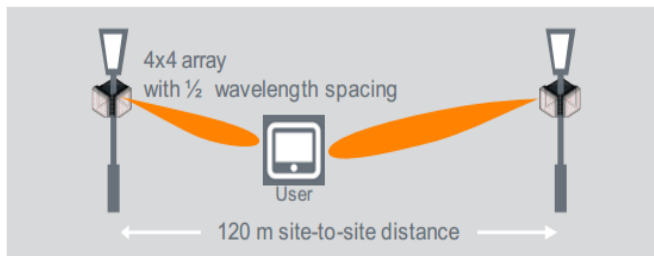 4x4 array
with ½ wavelength spacing
User
120 m site-to-site distance